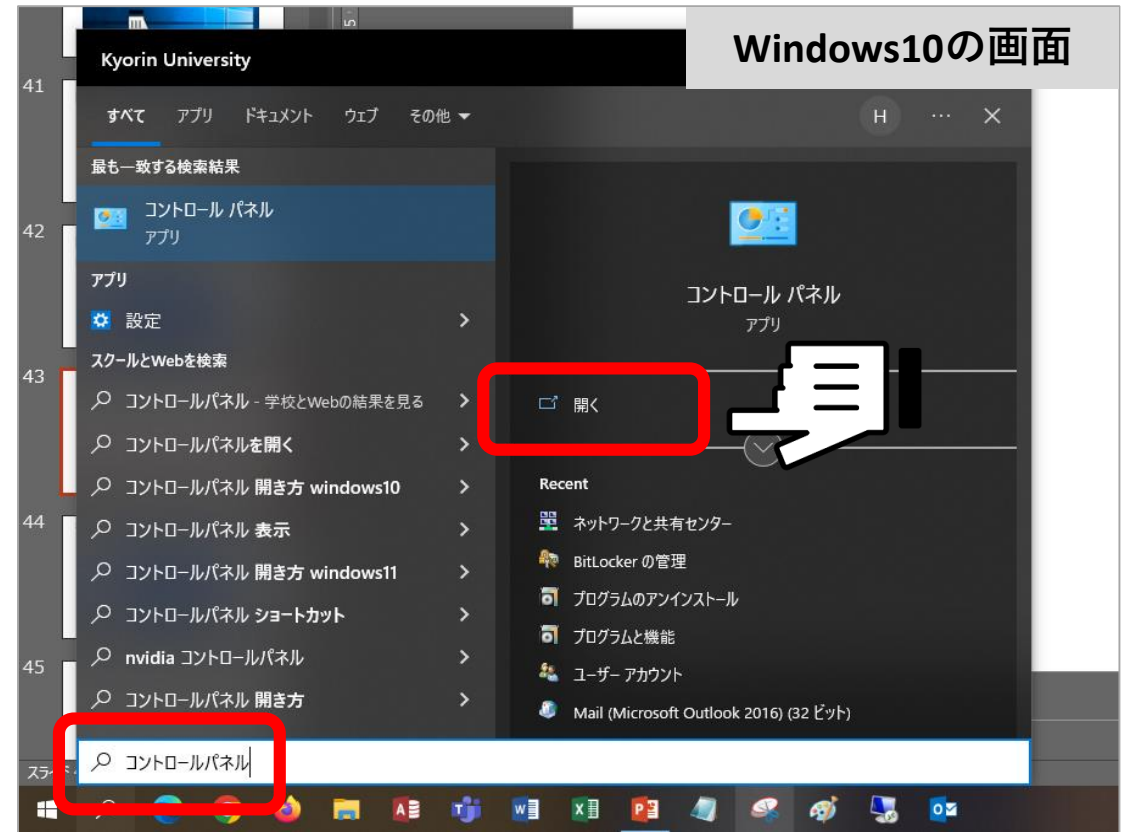 Windows10の画面
Kyorin University
すべて アプリ ドキュメント ウェブ その他
H ...
最も一致する検索結果
コントロール パネル
アプリ
アプリ
設定
スクールとWebを検索
コントロールパネル - 学校とWebの結果を見る
コントロールパネルを開く
コントロールパネル 開き方 windows10
コントロールパネル 表示
コントロールパネル 開き方 windows11
コントロールパネル ショートカット
nvidia コントロールパネル
コントロールパネル 開き方
コントロールパネル
コントロール パネル
アプリ
開く
Recent
ネットワークと共有センター
BitLocker の管理
プログラムのアンインストール
プログラムと機能
ユーザー アカウント
Mail (Microsoft Outlook 2016) (32 ビット)
41
42
43
44
45
5
スライド